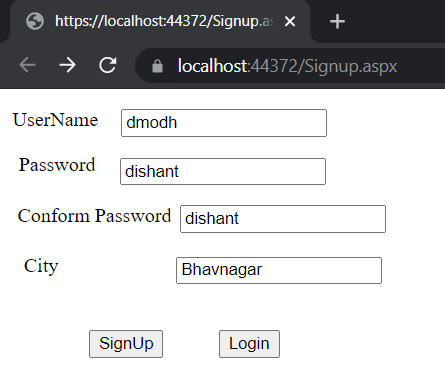 https://localhost:44372/Signup.as
localhost:44372/Signup.aspx
UserName dmodh
Password dishant
Conform Password dishant
City Bhavnagar
SignUp Login